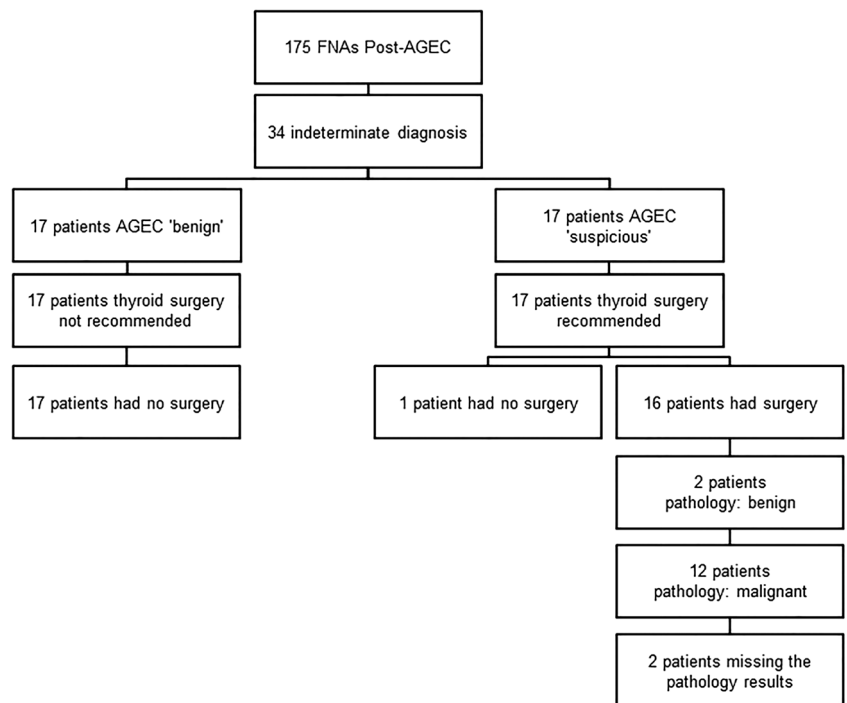 175 FNAs Post-AGEC
34 indeterminate diagnosis
17 patients AGEC 'benign'
17 patients AGEC
'suspicious'
17 patients thyroid surgery
not recommended
17 patients thyroid surgery
recommended
17 patients had no surgery
1 patient had no surgery
16 patients had surgery
2 patients
pathology: benign
12 patients
pathology: malignant
2 patients missing the
pathology results